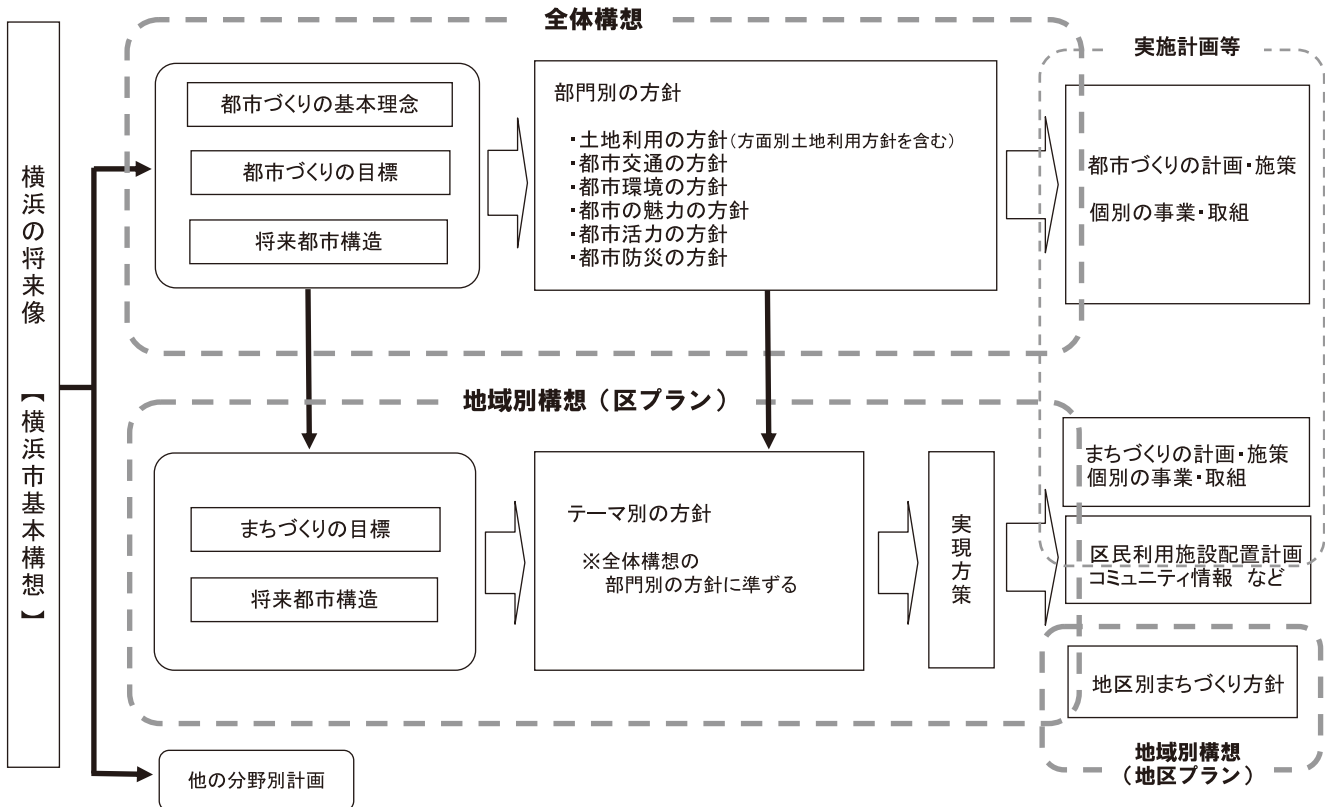 横浜の将来像 【横浜市基本構想】
全体構想
都市づくりの基本理念
都市づくりの目標
将来都市構造
部門別の方針
・土地利用の方針(方面別土地利用方針を含む)
・都市交通の方針
・都市環境の方針
・都市の魅力の方針
・都市活力の方針
・都市防災の方針
実施計画等
都市づくりの計画・施策
個別の事業・取組
地域別構想(区プラン)
まちづくりの目標
将来都市構造
テーマ別の方針
※全体構想の
部門別の方針に準ずる
実現方策
まちづくりの計画・施策
個別の事業・取組
区民利用施設配置計画
コミュニティ情報 など
地区別まちづくり方針
地域別構想
(地区プラン)
他の分野別計画